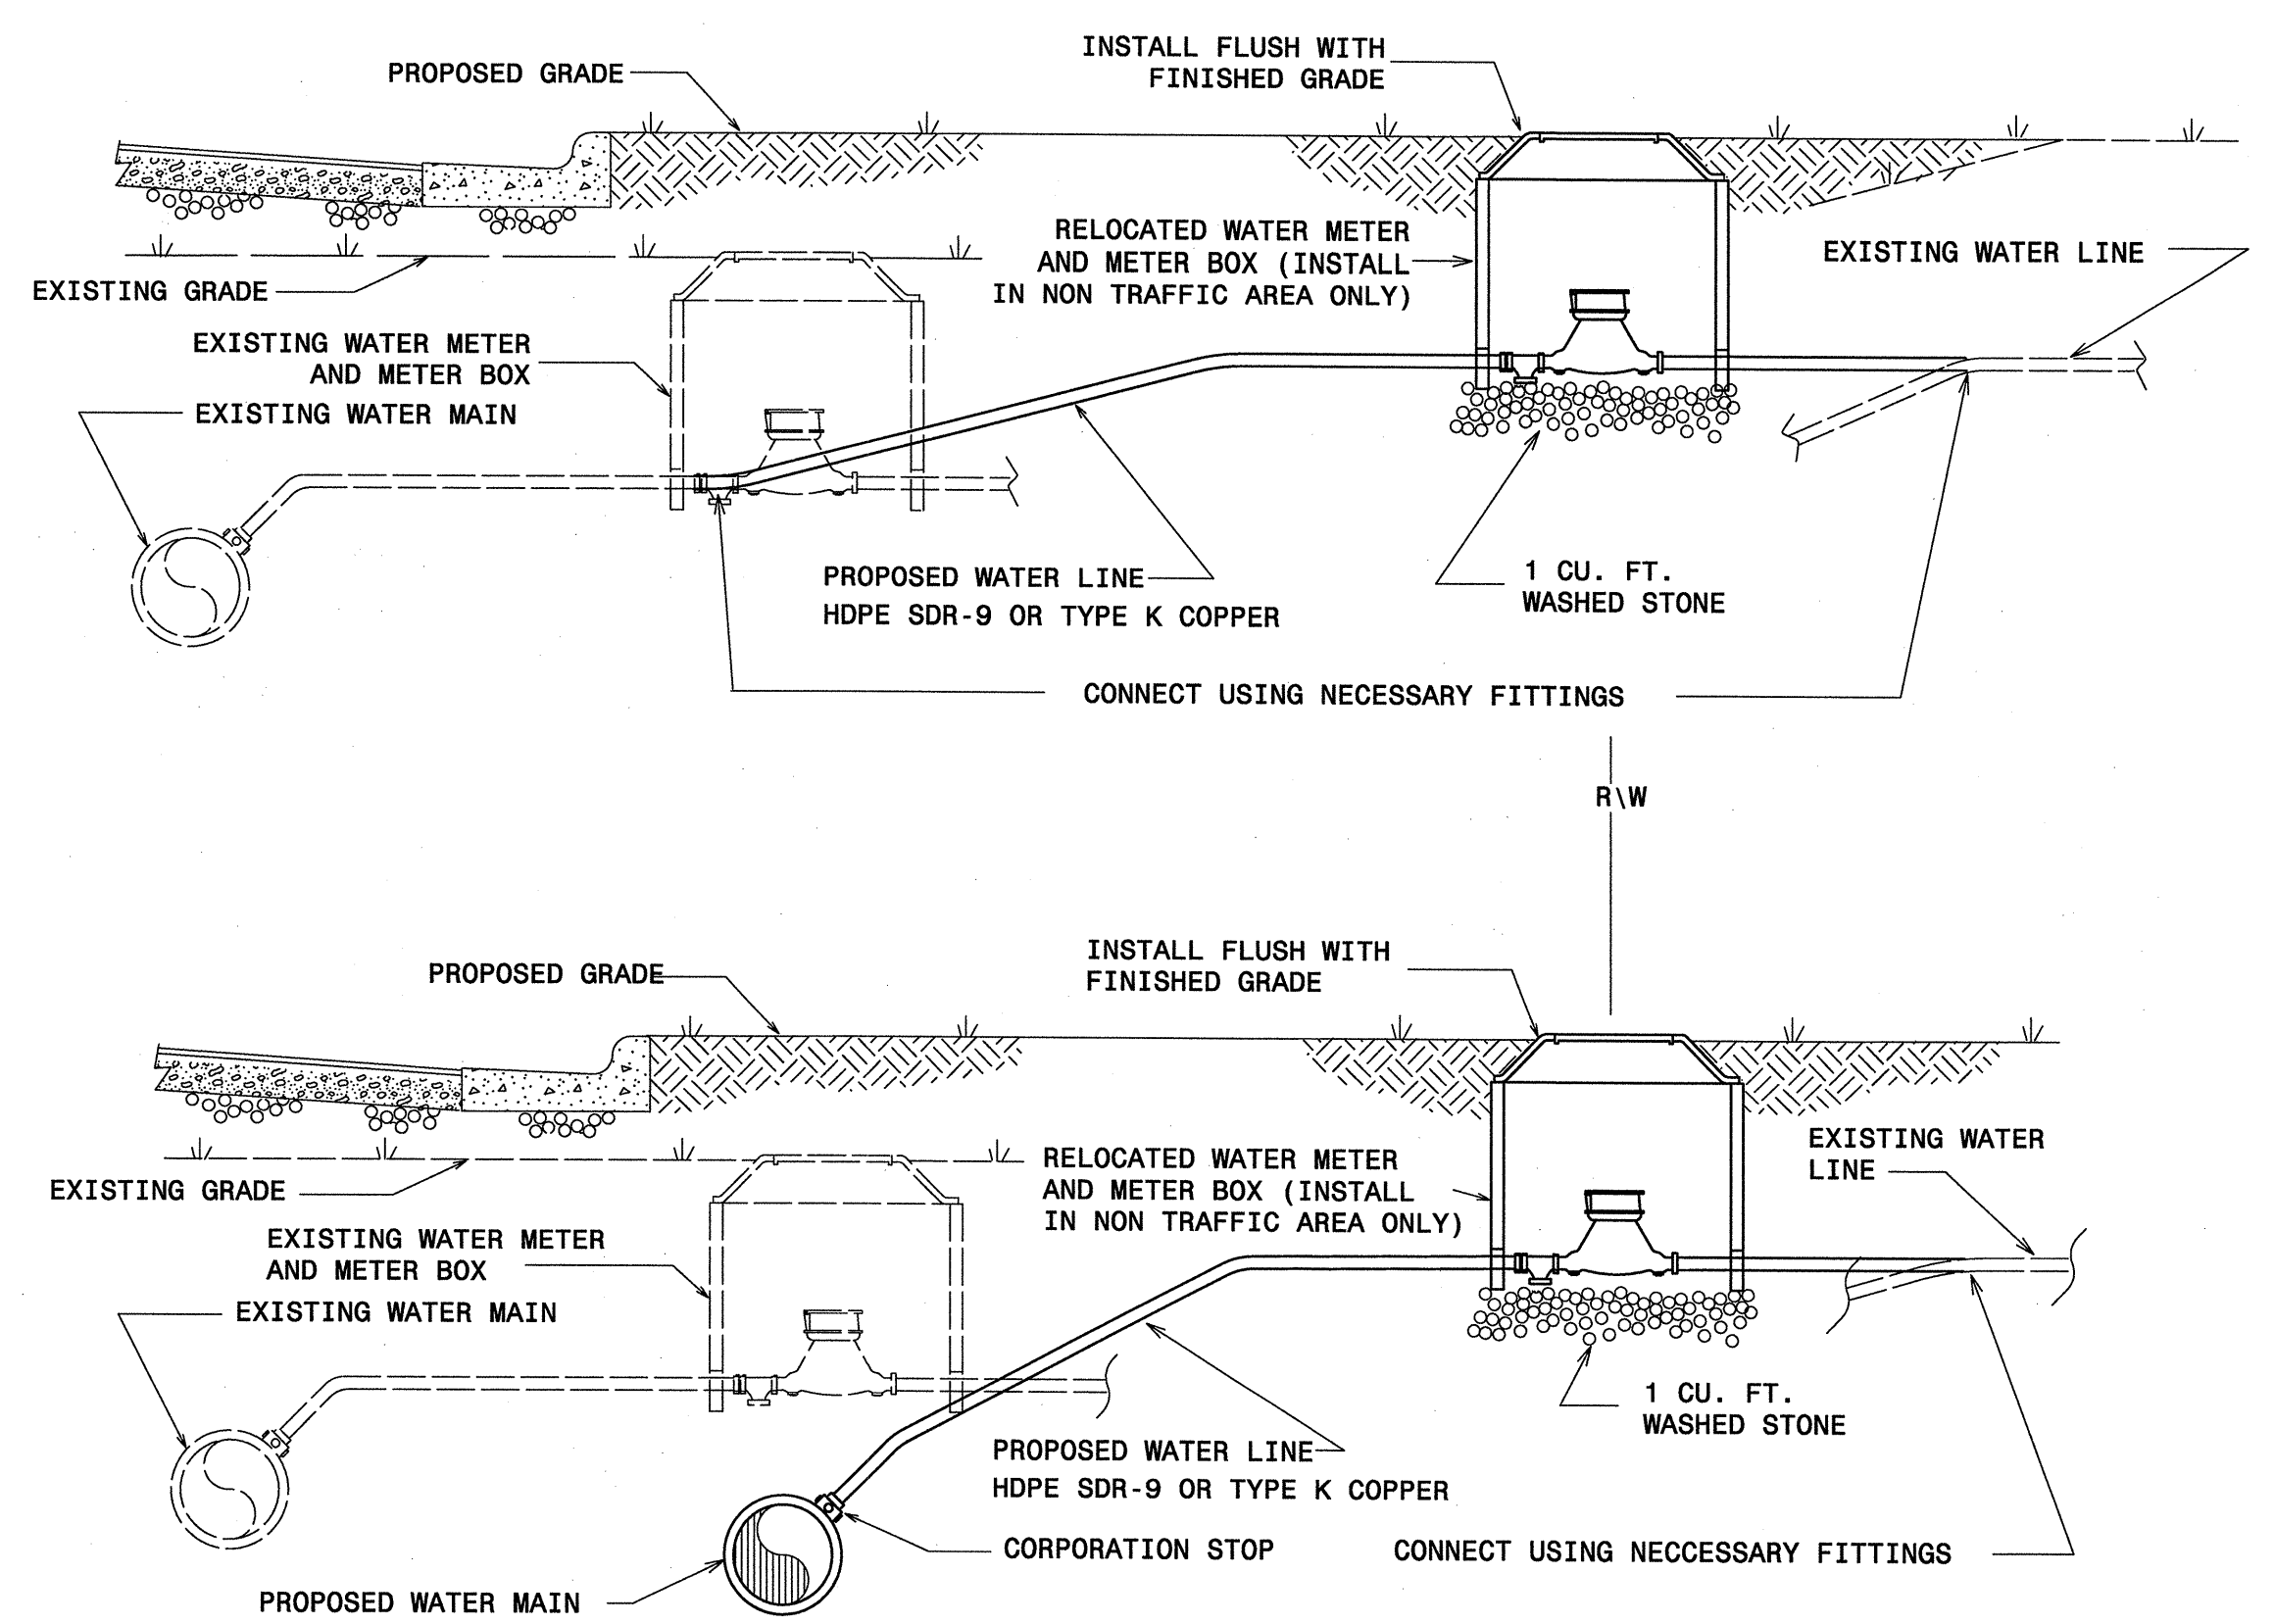 INSTALL FLUSH WITH
FINISHED GRADE
PROPOSED GRADE
RELOCATED WATER METER
AND METER BOX (INSTALL
IN NON TRAFFIC AREA ONLY)
EXISTING WATER LINE
EXISTING GRADE
EXISTING WATER METER
AND METER BOX
EXISTING WATER MAIN
PROPOSED WATER LINE
HDPE SDR-9 OR TYPE K COPPER
1 CU. FT.
WASHED STONE
CONNECT USING NECESSARY FITTINGS
R\W
INSTALL FLUSH WITH
FINISHED GRADE
PROPOSED GRADE
EXISTING WATER
LINE
RELOCATED WATER METER
AND METER BOX (INSTALL
IN NON TRAFFIC AREA ONLY)
EXISTING GRADE
EXISTING WATER METER
AND METER BOX
EXISTING WATER MAIN
1 CU. FT.
WASHED STONE
PROPOSED WATER LINE
HDPE SDR-9 OR TYPE K COPPER
CORPORATION STOP
CONNECT USING NECCESSARY FITTINGS
PROPOSED WATER MAIN